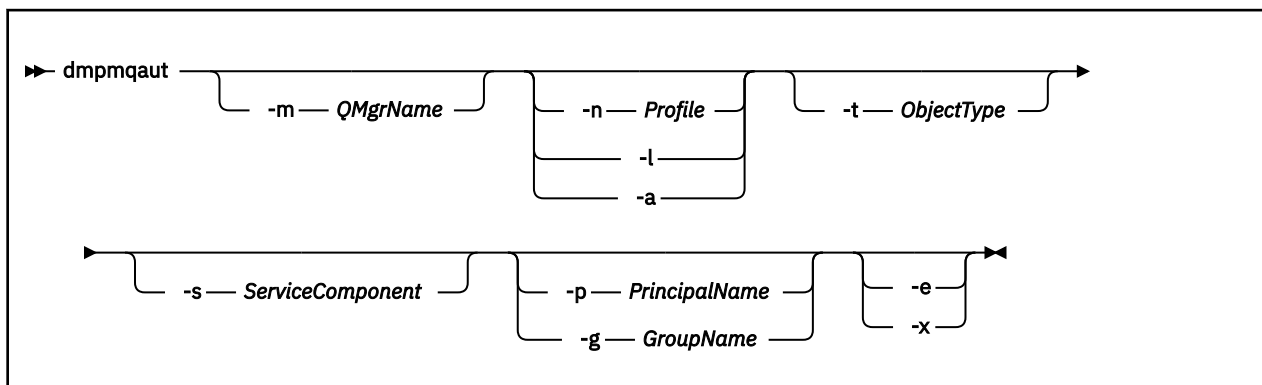 dmpmqaut
-m QMgrName
-n Profile
-l
-a
-t ObjectType
-s ServiceComponent
-p PrincipalName
-g GroupName
-e
-x